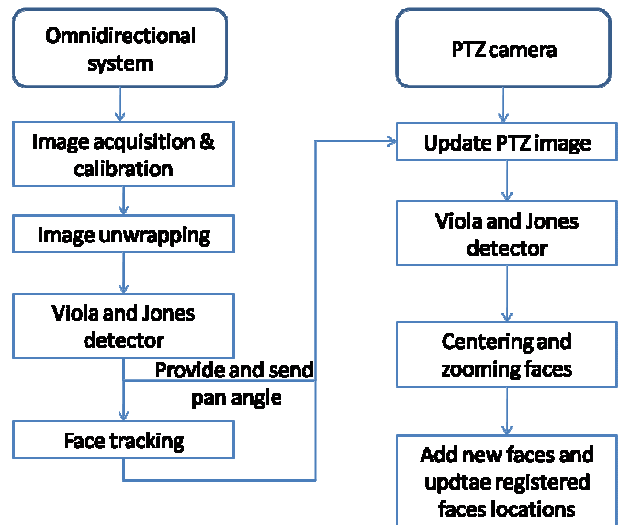 Omnidirectional
system
Image acquisition &
calibration
Image unwrapping
Viola and Jones
detector
Provide and send
pan angle
Face tracking
PTZ camera
Update PTZ image
Viola and Jones
detector
Centering and
zooming faces
Add new faces and
updtae registered
faces locations